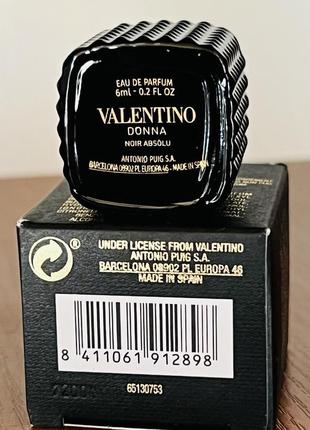 EAU DE PARFUM
6ml - 0.2 FL OZ
VALENTINO
DONNA
NOIR ABSOLU
ANTONIO PUIG S.A.
BARCELONA 08902 PL EUROPA 46 - MADE IN SPAIN
UNDER LICENSE FROM VALENTINO
ANTONIO PUIG S.A.
BARCELONA 08902 PL EUROPA 46
MADE IN SPAIN
8 411061 912898
65130753